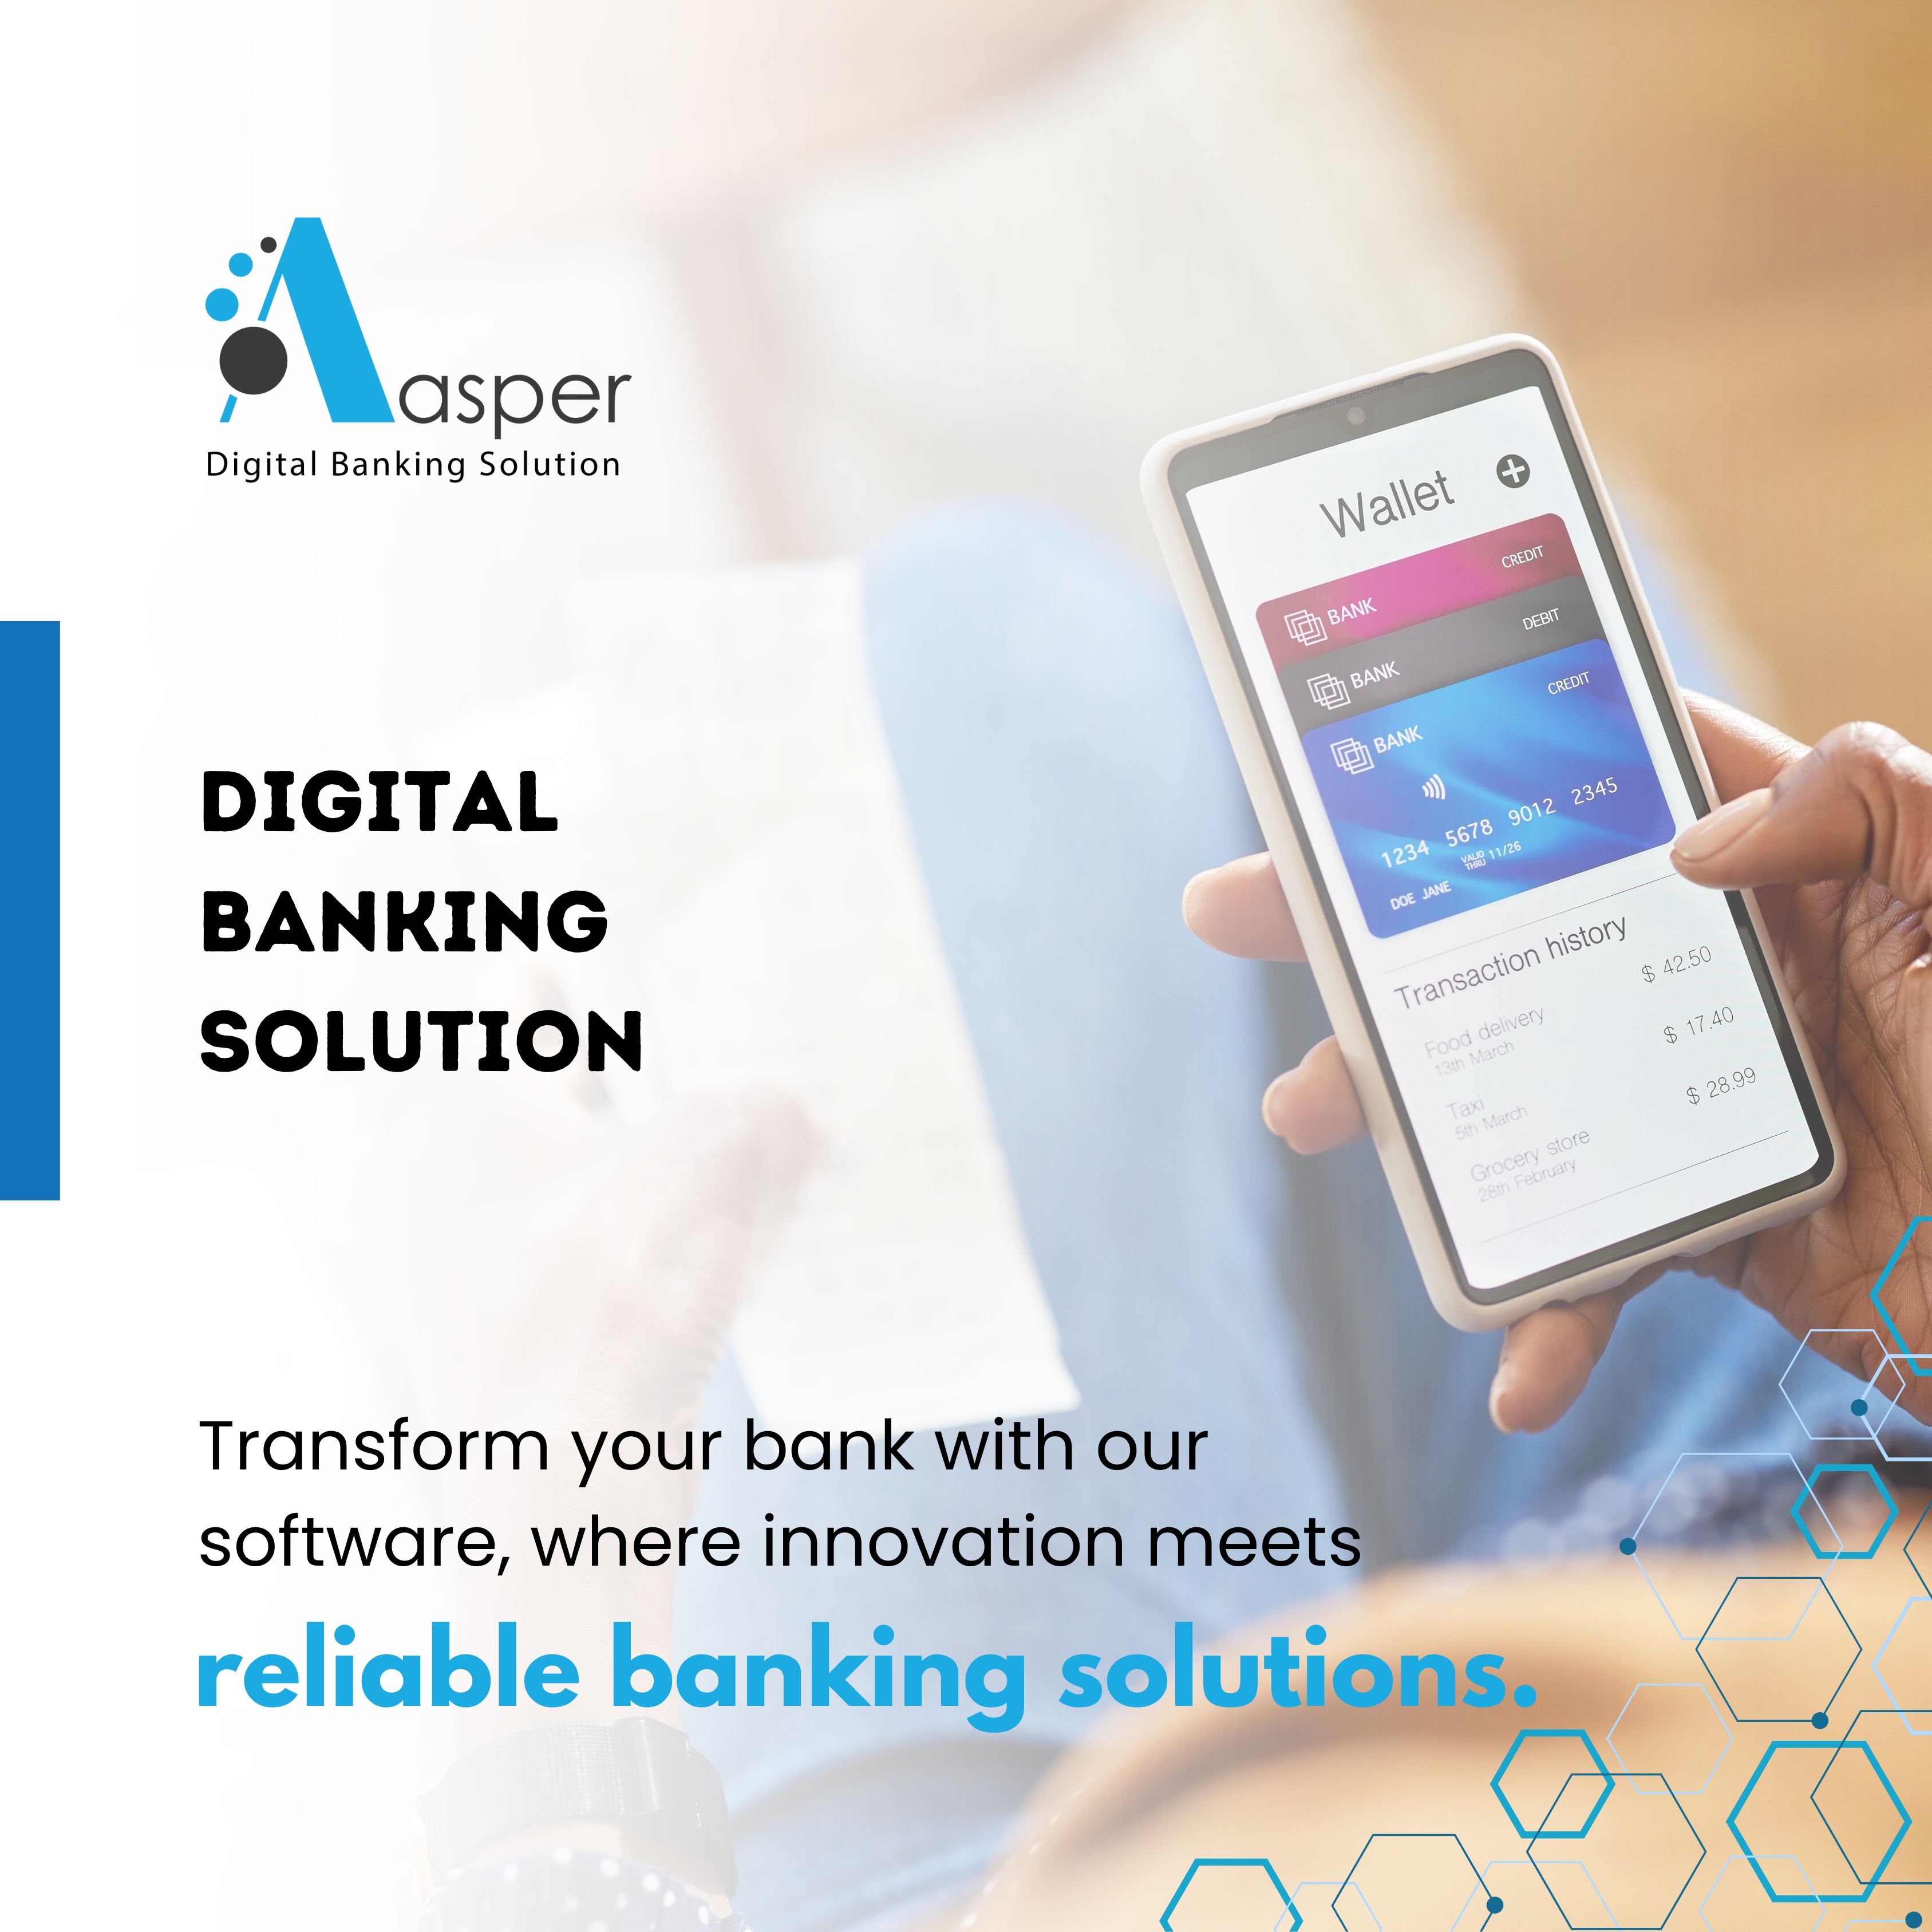 Aasper
Digital Banking Solution
DIGITAL
BANKING
SOLUTION
Wallet
BANK CREDIT
BANK DEBIT
BANK CREDIT
1234 5678 9012 2345
VALID THRU 11/26
DOE JANE
Transaction history
Food delivery $ 42.50
13th March
Taxi $ 17.40
5th March
Grocery store $ 28.99
28th February
Transform your bank with our
software, where innovation meets
reliable banking solutions.